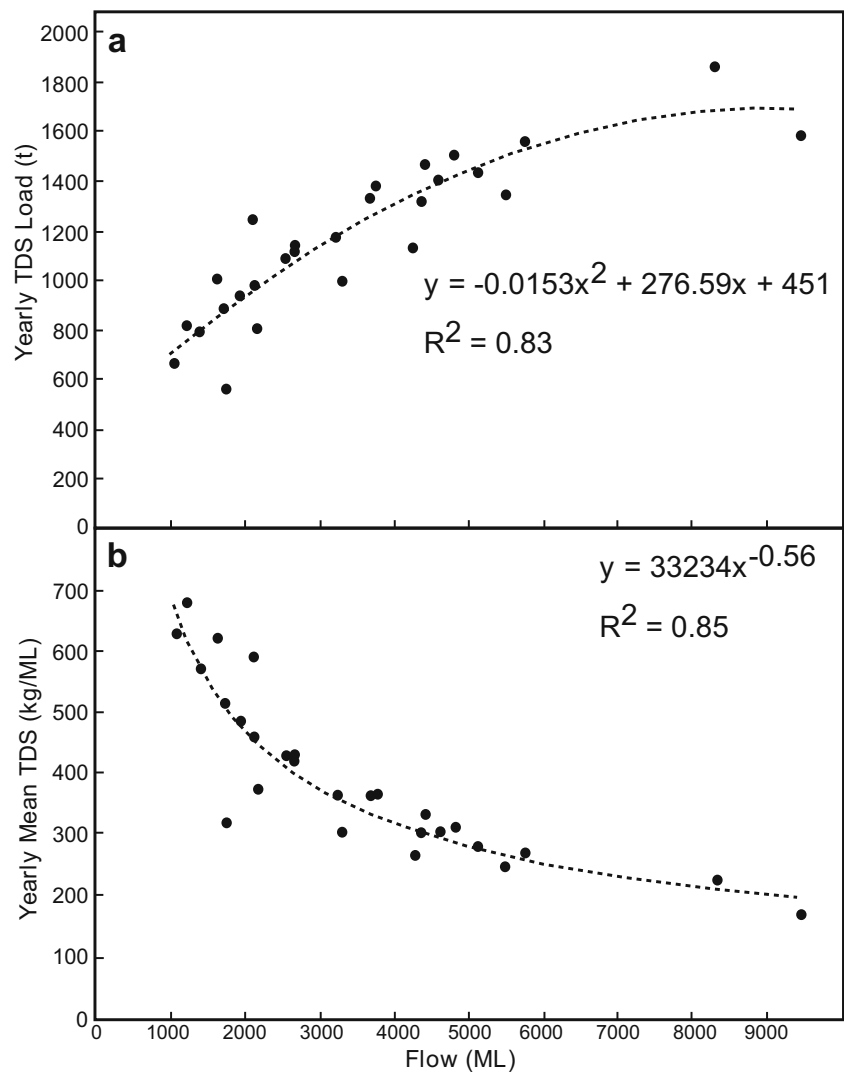 a
Yearly TDS Load (t)
2000
1800
1600
1400
1200
1000
800
600
400
200
0
y = -0.0153x² + 276.59x + 451
R² = 0.83
b
Yearly Mean TDS (kg/ML)
700
600
500
400
300
200
100
0
y = 33234x⁻⁰·⁵⁶
R² = 0.85
0 1000 2000 3000 4000 5000 6000 7000 8000 9000
Flow (ML)